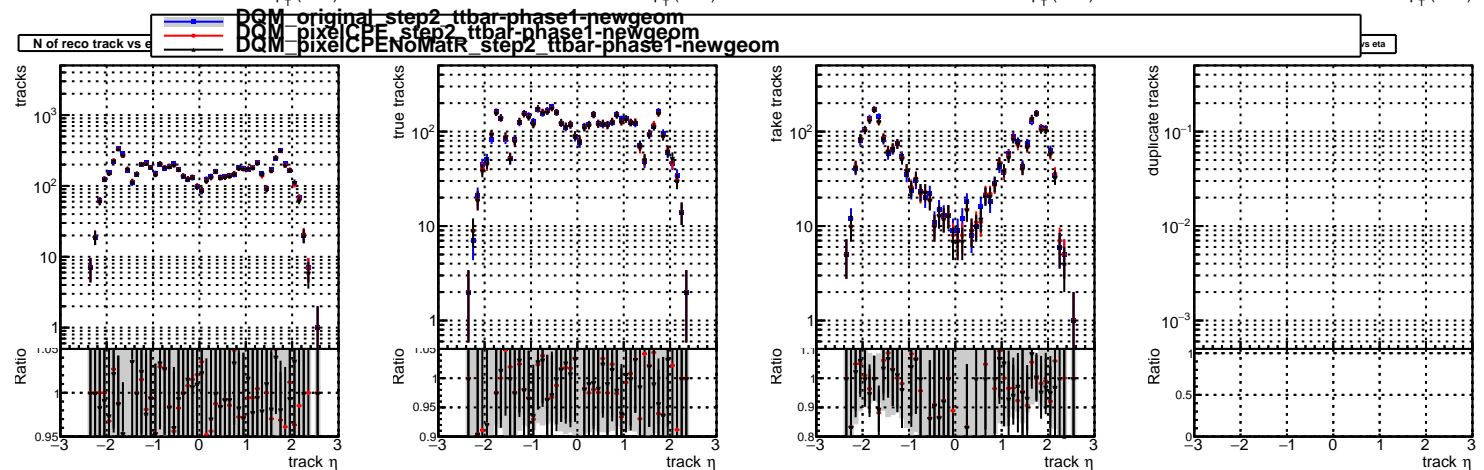 DQM_original_step2_ttbar-phase1-newgeom
DQM_pixelCPE_step2_ttbar-phase1-newgeom
DQM_pixelCPENoMatR_step2_ttbar-phase1-newgeom
N of reco track vs e
vs eta
tracks
10³
10²
10
1
Ratio
1.05
1
0.95
−3 −2 −1 0 1 2 3
track η
true tracks
10²
10
1
Ratio
1
0.95
0.9
−3 −2 −1 0 1 2 3
track η
fake tracks
10²
10
1
Ratio
1.1
1
0.9
0.8
−3 −2 −1 0 1 2 3
track η
duplicate tracks
10⁻¹
10⁻²
10⁻³
Ratio
1
0.5
0
−3 −2 −1 0 1 2 3
track η